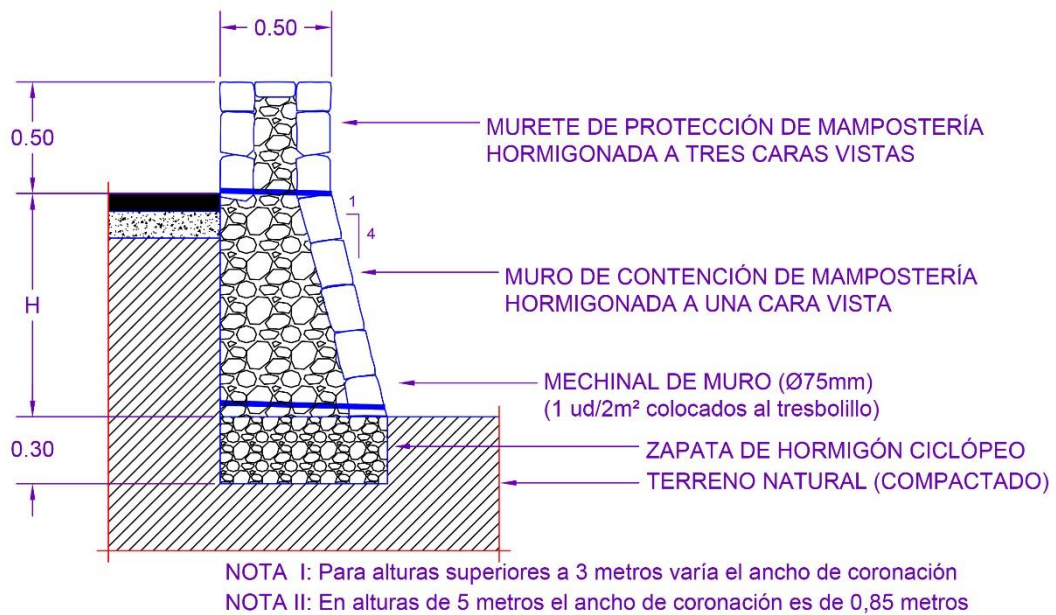 0.50
0.50
MURETE DE PROTECCIÓN DE MAMPOSTERÍA
HORMIGONADA A TRES CARAS VISTAS
1
4
H
MURO DE CONTENCIÓN DE MAMPOSTERÍA
HORMIGONADA A UNA CARA VISTA
MECHINAL DE MURO (Ø75mm)
(1 ud/2m² colocados al tresbolillo)
0.30
ZAPATA DE HORMIGÓN CICLÓPEO
TERRENO NATURAL (COMPACTADO)
NOTA I: Para alturas superiores a 3 metros varía el ancho de coronación
NOTA II: En alturas de 5 metros el ancho de coronación es de 0,85 metros